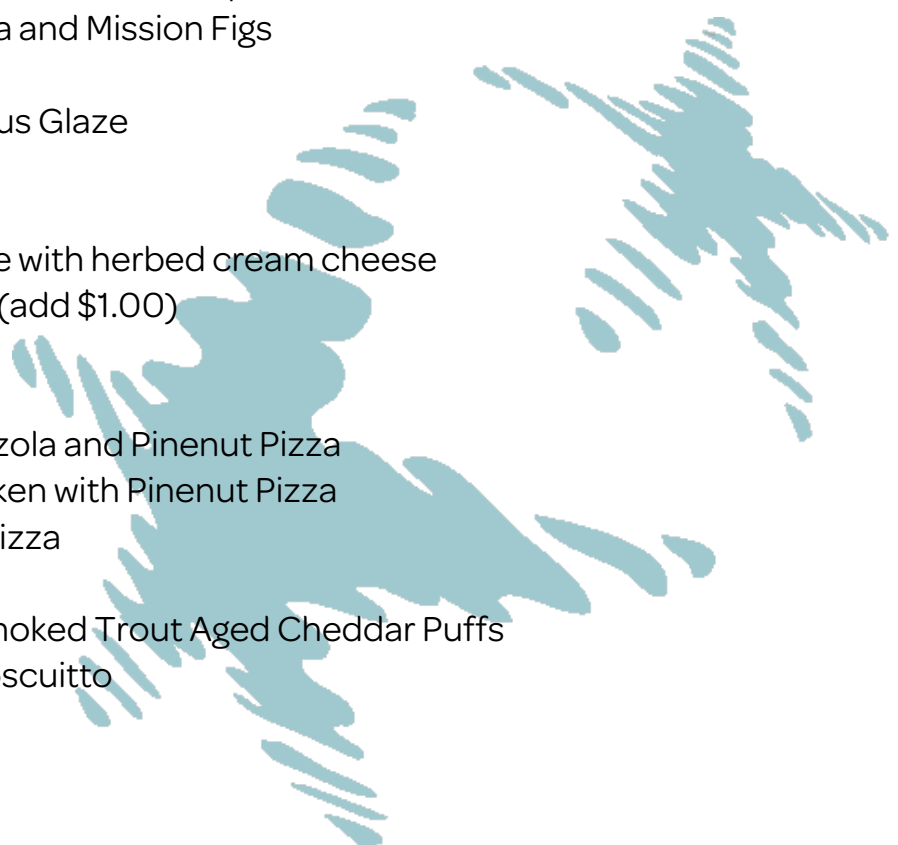 a and Mission Figs
us Glaze
e with herbed cream cheese
(add $1.00)
zola and Pinenut Pizza
ken with Pinenut Pizza
izza
moked Trout Aged Cheddar Puffs
scuitto